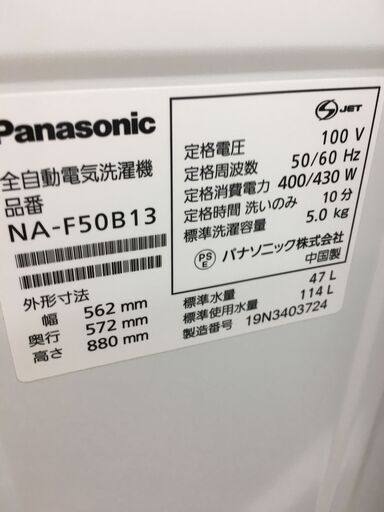 Panasonic
全自動電気洗濯機
品番
NA-F50B13
外形寸法
幅 562 mm
奥行 572 mm
高さ 880 mm
S JET
定格電圧 100 V
定格周波数 50/60 Hz
定格消費電力 400/430 W
定格時間 洗いのみ 10分
標準洗濯容量 5.0 kg
PS E パナソニック株式会社
中国製
標準水量 47 L
標準使用水量 114 L
製造番号 19N3403724